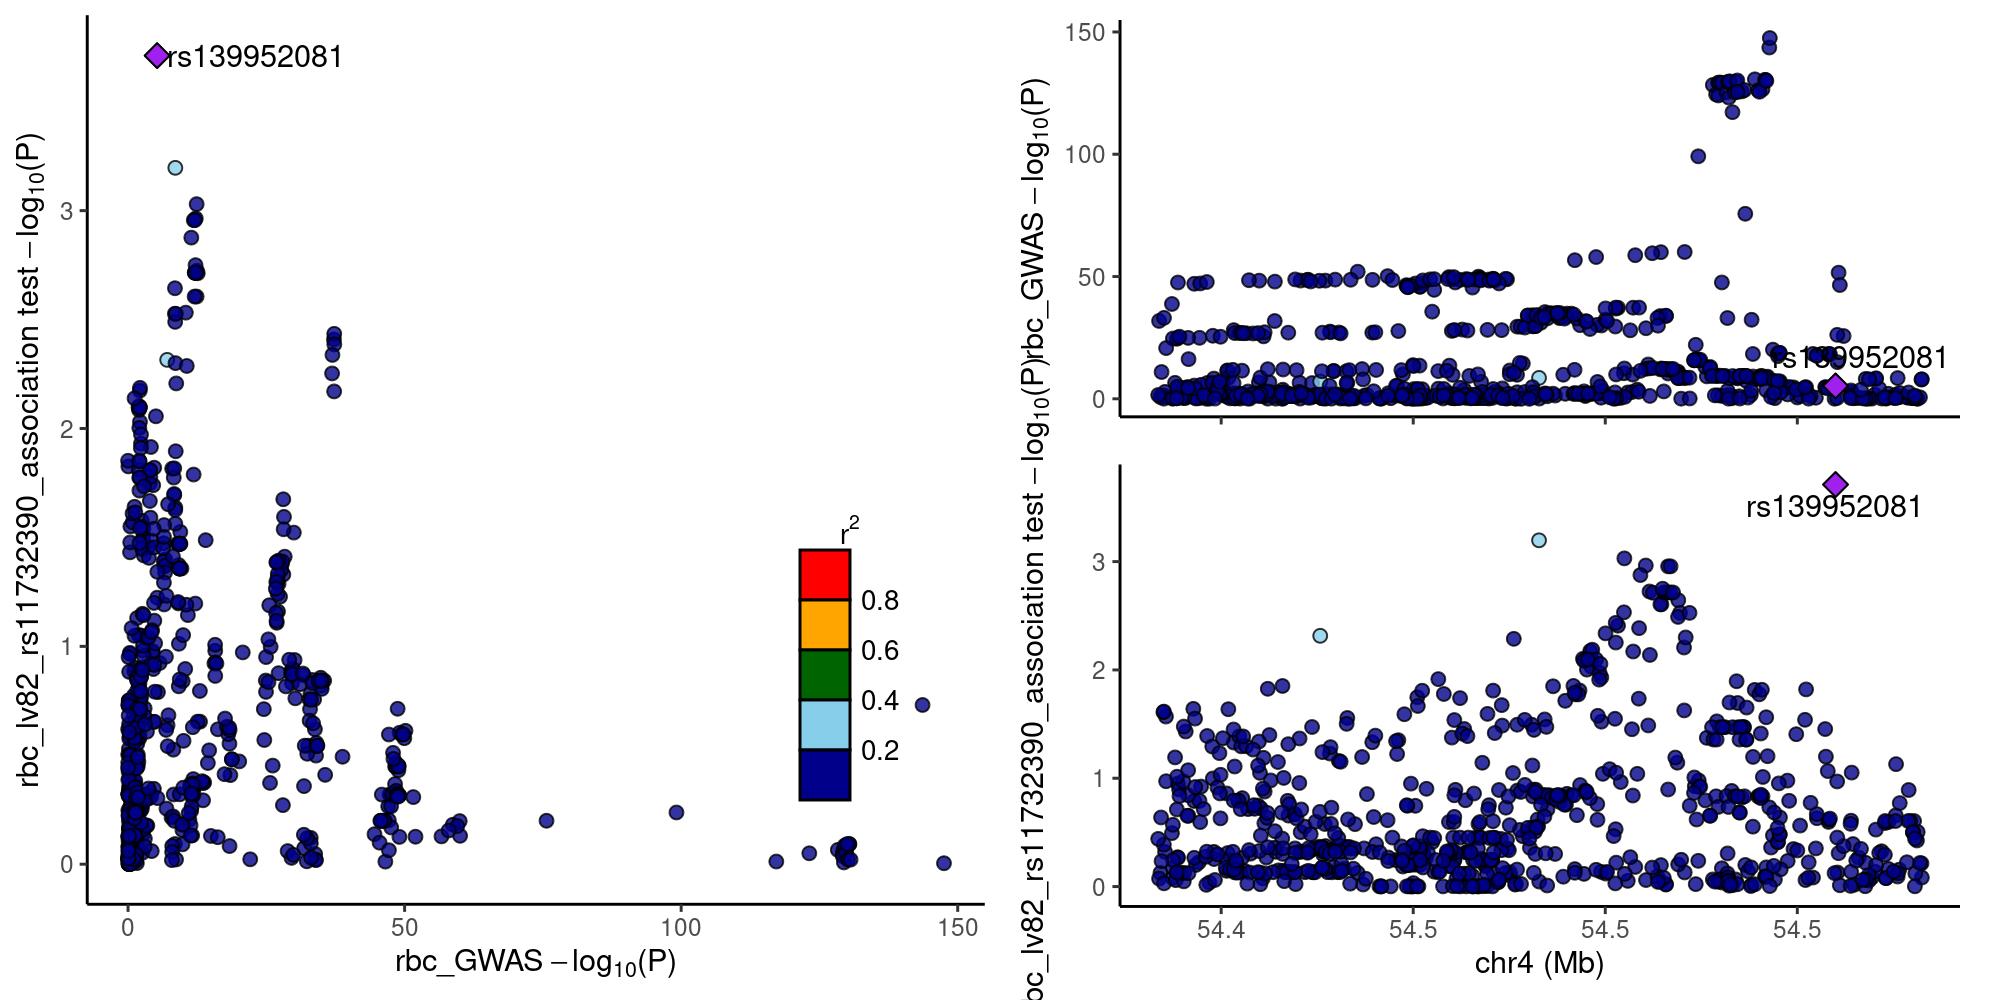 rs139952081
rbc_lv82_rs11732390_association test −log10(P)
3
2
1
0
0
50
100
150
rbc_GWAS −log10(P)
r2
0.8
0.6
0.4
0.2
rbc_GWAS −log10(P)
150
100
50
0
rs139952081
rbc_lv82_rs11732390_association test −log10(P)
3
2
1
0
rs139952081
54.4
54.5
54.5
54.5
chr4 (Mb)